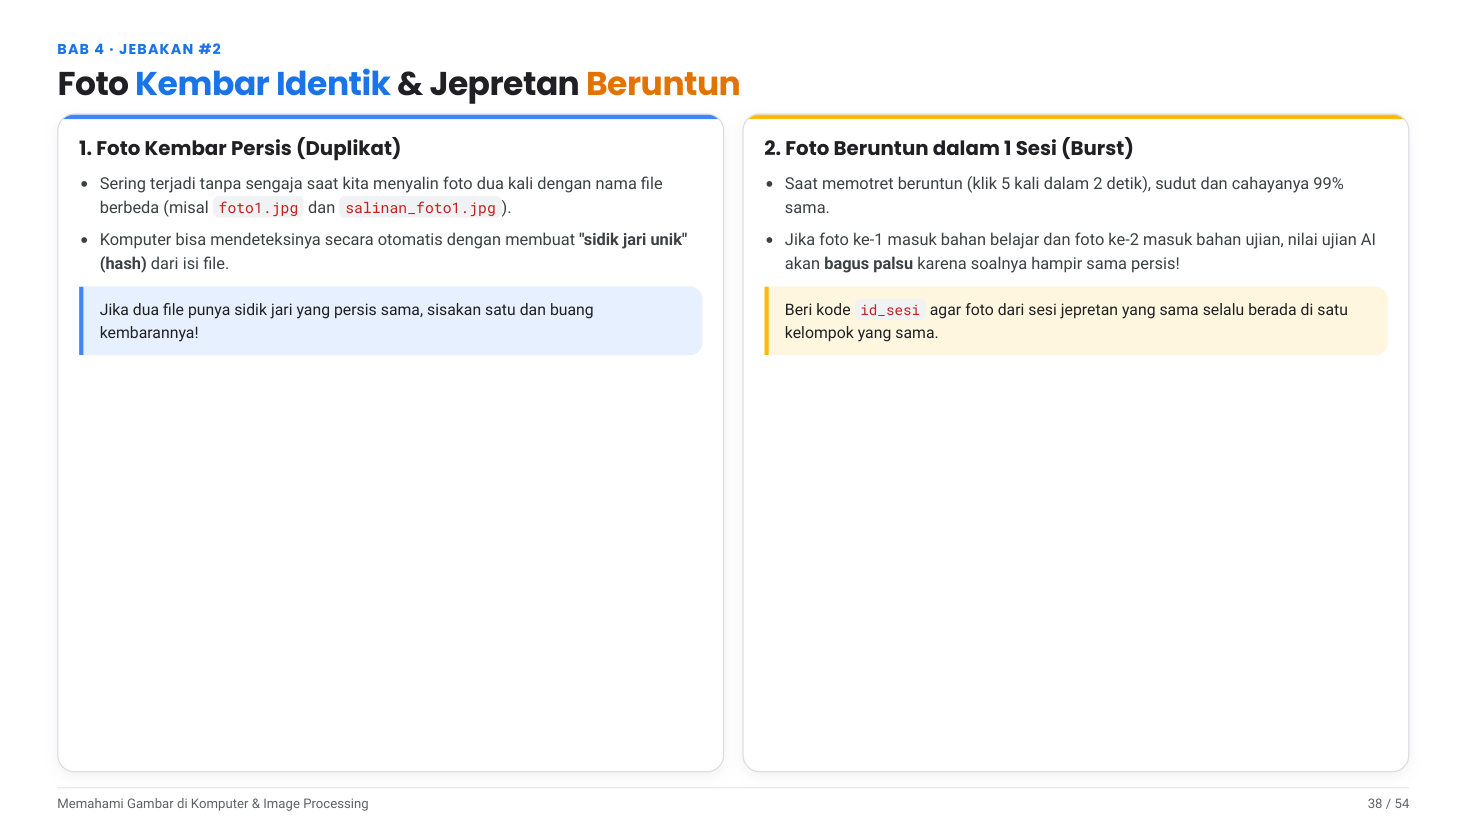 BAB 4 · JEBAKAN #2
Foto Kembar Identik & Jepretan Beruntun
1. Foto Kembar Persis (Duplikat)
• Sering terjadi tanpa sengaja saat kita menyalin foto dua kali dengan nama file
berbeda (misal foto1.jpg dan salinan_foto1.jpg ).
• Komputer bisa mendeteksinya secara otomatis dengan membuat "sidik jari unik"
(hash) dari isi file.
Jika dua file punya sidik jari yang persis sama, sisakan satu dan buang
kembarannya!
2. Foto Beruntun dalam 1 Sesi (Burst)
• Saat memotret beruntun (klik 5 kali dalam 2 detik), sudut dan cahayanya 99%
sama.
• Jika foto ke-1 masuk bahan belajar dan foto ke-2 masuk bahan ujian, nilai ujian AI
akan bagus palsu karena soalnya hampir sama persis!
Beri kode id_sesi agar foto dari sesi jepretan yang sama selalu berada di satu
kelompok yang sama.
Memahami Gambar di Komputer & Image Processing
38 / 54